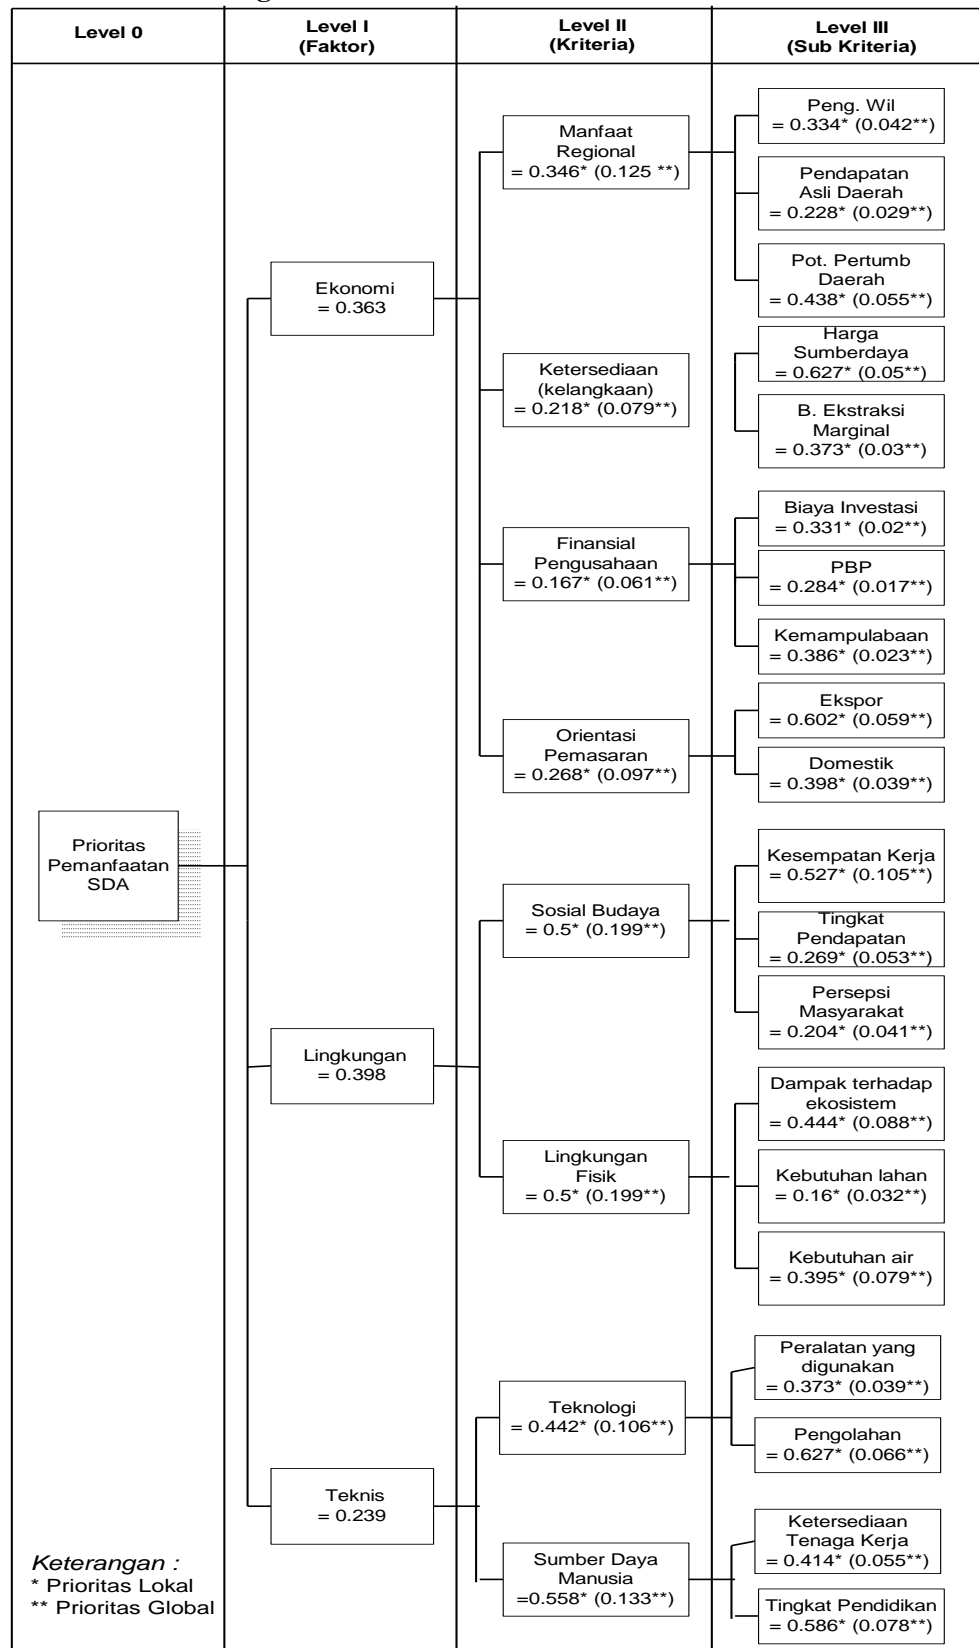 Level 0
Level I
(Faktor)
Level II
(Kriteria)
Level III
(Sub Kriteria)
Prioritas
Pemanfaatan
SDA
Ekonomi
= 0.363
Manfaat
Regional
= 0.346* (0.125 **)
Peng. Wil
= 0.334* (0.042**)
Pendapatan
Asli Daerah
= 0.228* (0.029**)
Pot. Pertumb
Daerah
= 0.438* (0.055**)
Ketersediaan
(kelangkaan)
= 0.218* (0.079**)
Harga
Sumberdaya
= 0.627* (0.05**)
B. Ekstraksi
Marginal
= 0.373* (0.03**)
Finansial
Pengusahaan
= 0.167* (0.061**)
Biaya Investasi
= 0.331* (0.02**)
PBP
= 0.284* (0.017**)
Kemampulabaan
= 0.386* (0.023**)
Orientasi
Pemasaran
= 0.268* (0.097**)
Ekspor
= 0.602* (0.059**)
Domestik
= 0.398* (0.039**)
Lingkungan
= 0.398
Sosial Budaya
= 0.5* (0.199**)
Kesempatan Kerja
= 0.527* (0.105**)
Tingkat
Pendapatan
= 0.269* (0.053**)
Persepsi
Masyarakat
= 0.204* (0.041**)
Lingkungan
Fisik
= 0.5* (0.199**)
Dampak terhadap
ekosistem
= 0.444* (0.088**)
Kebutuhan lahan
= 0.16* (0.032**)
Kebutuhan air
= 0.395* (0.079**)
Teknis
= 0.239
Teknologi
= 0.442* (0.106**)
Peralatan yang
digunakan
= 0.373* (0.039**)
Pengolahan
= 0.627* (0.066**)
Sumber Daya
Manusia
=0.558* (0.133**)
Ketersediaan
Tenaga Kerja
= 0.414* (0.055**)
Tingkat Pendidikan
= 0.586* (0.078**)
Keterangan :
* Prioritas Lokal
** Prioritas Global